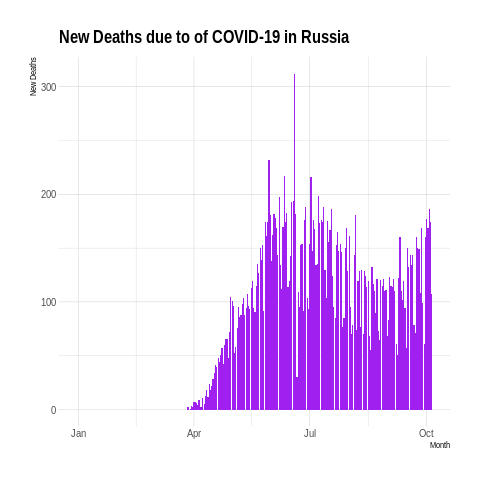 New Deaths due to of COVID-19 in Russia
New Deaths
300
200
100
0
Jan Apr Jul Oct
Month